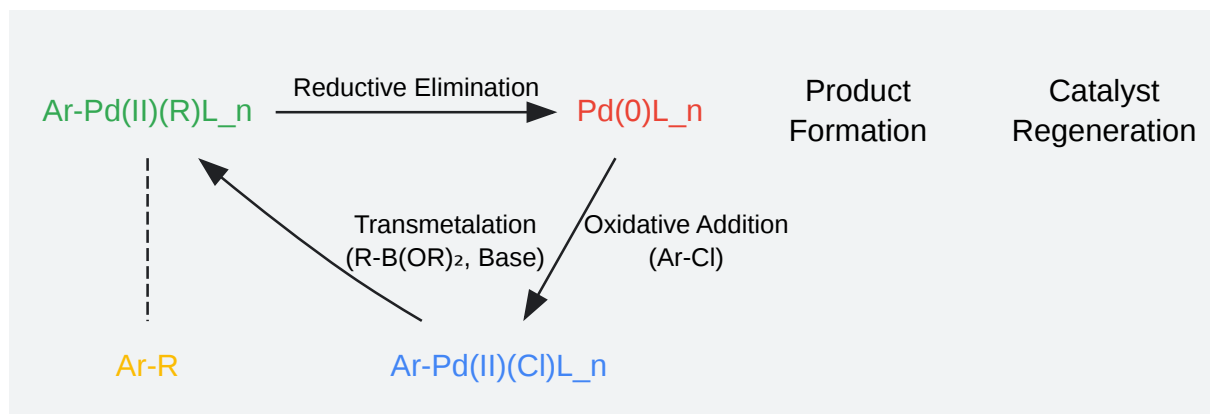 Reductive Elimination
Ar-Pd(II)(R)L_n
Pd(0)L_n
Product
Formation
Catalyst
Regeneration
Transmetalation
(R-B(OR)₂, Base)
Oxidative Addition
(Ar-Cl)
Ar-R
Ar-Pd(II)(Cl)L_n